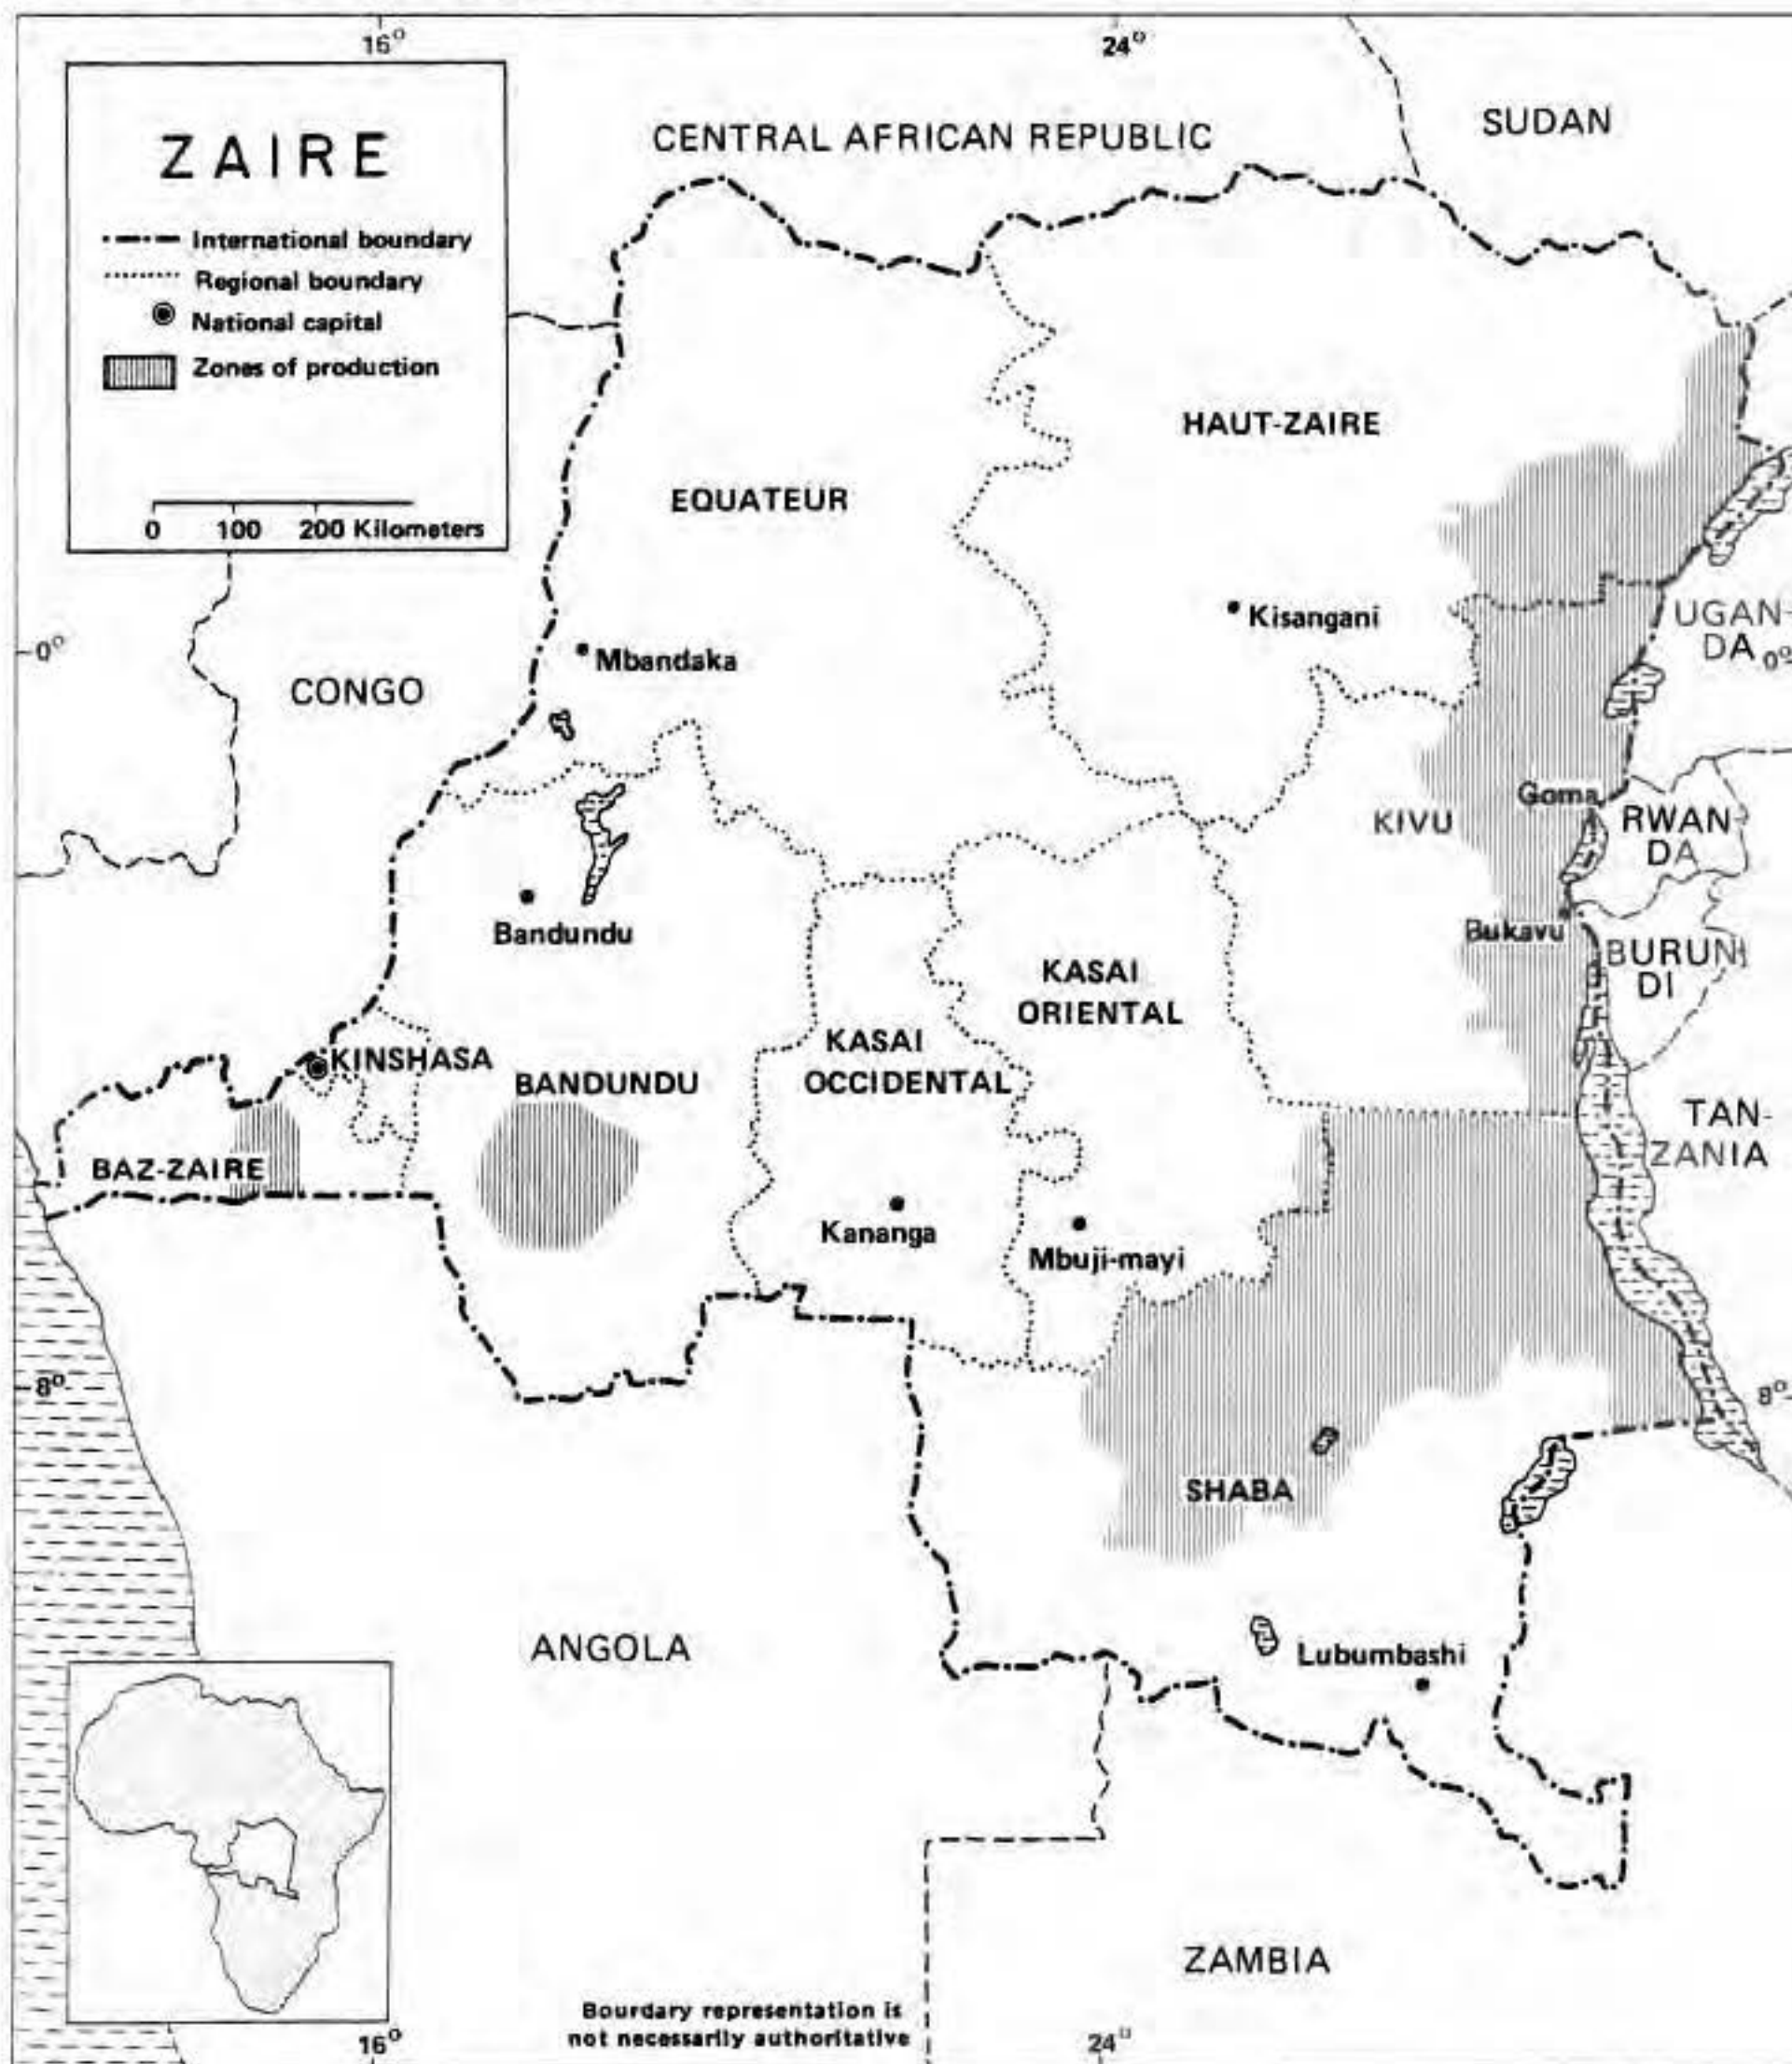 16°
24°
ZAIRE
International boundary
Regional boundary
National capital
Zones of production
0 100 200 Kilometers
CENTRAL AFRICAN REPUBLIC
SUDAN
HAUT-ZAIRE
EQUATEUR
Kisangani
UGAN-
DA
0°
0°
Mbandaka
CONGO
Goma
KIVU
RWAN-
DA
Bandundu
Bukavu
BURUN
DI
KASAI
ORIENTAL
KASAI
OCCIDENTAL
KINSHASA
BANDUNDU
TAN-
ZANIA
BAZ-ZAIRE
Kananga
Mbuji-mayi
8°
8°
SHABA
ANGOLA
Lubumbashi
ZAMBIA
Bourdary representation is
not necessarily authoritative
16°
24°